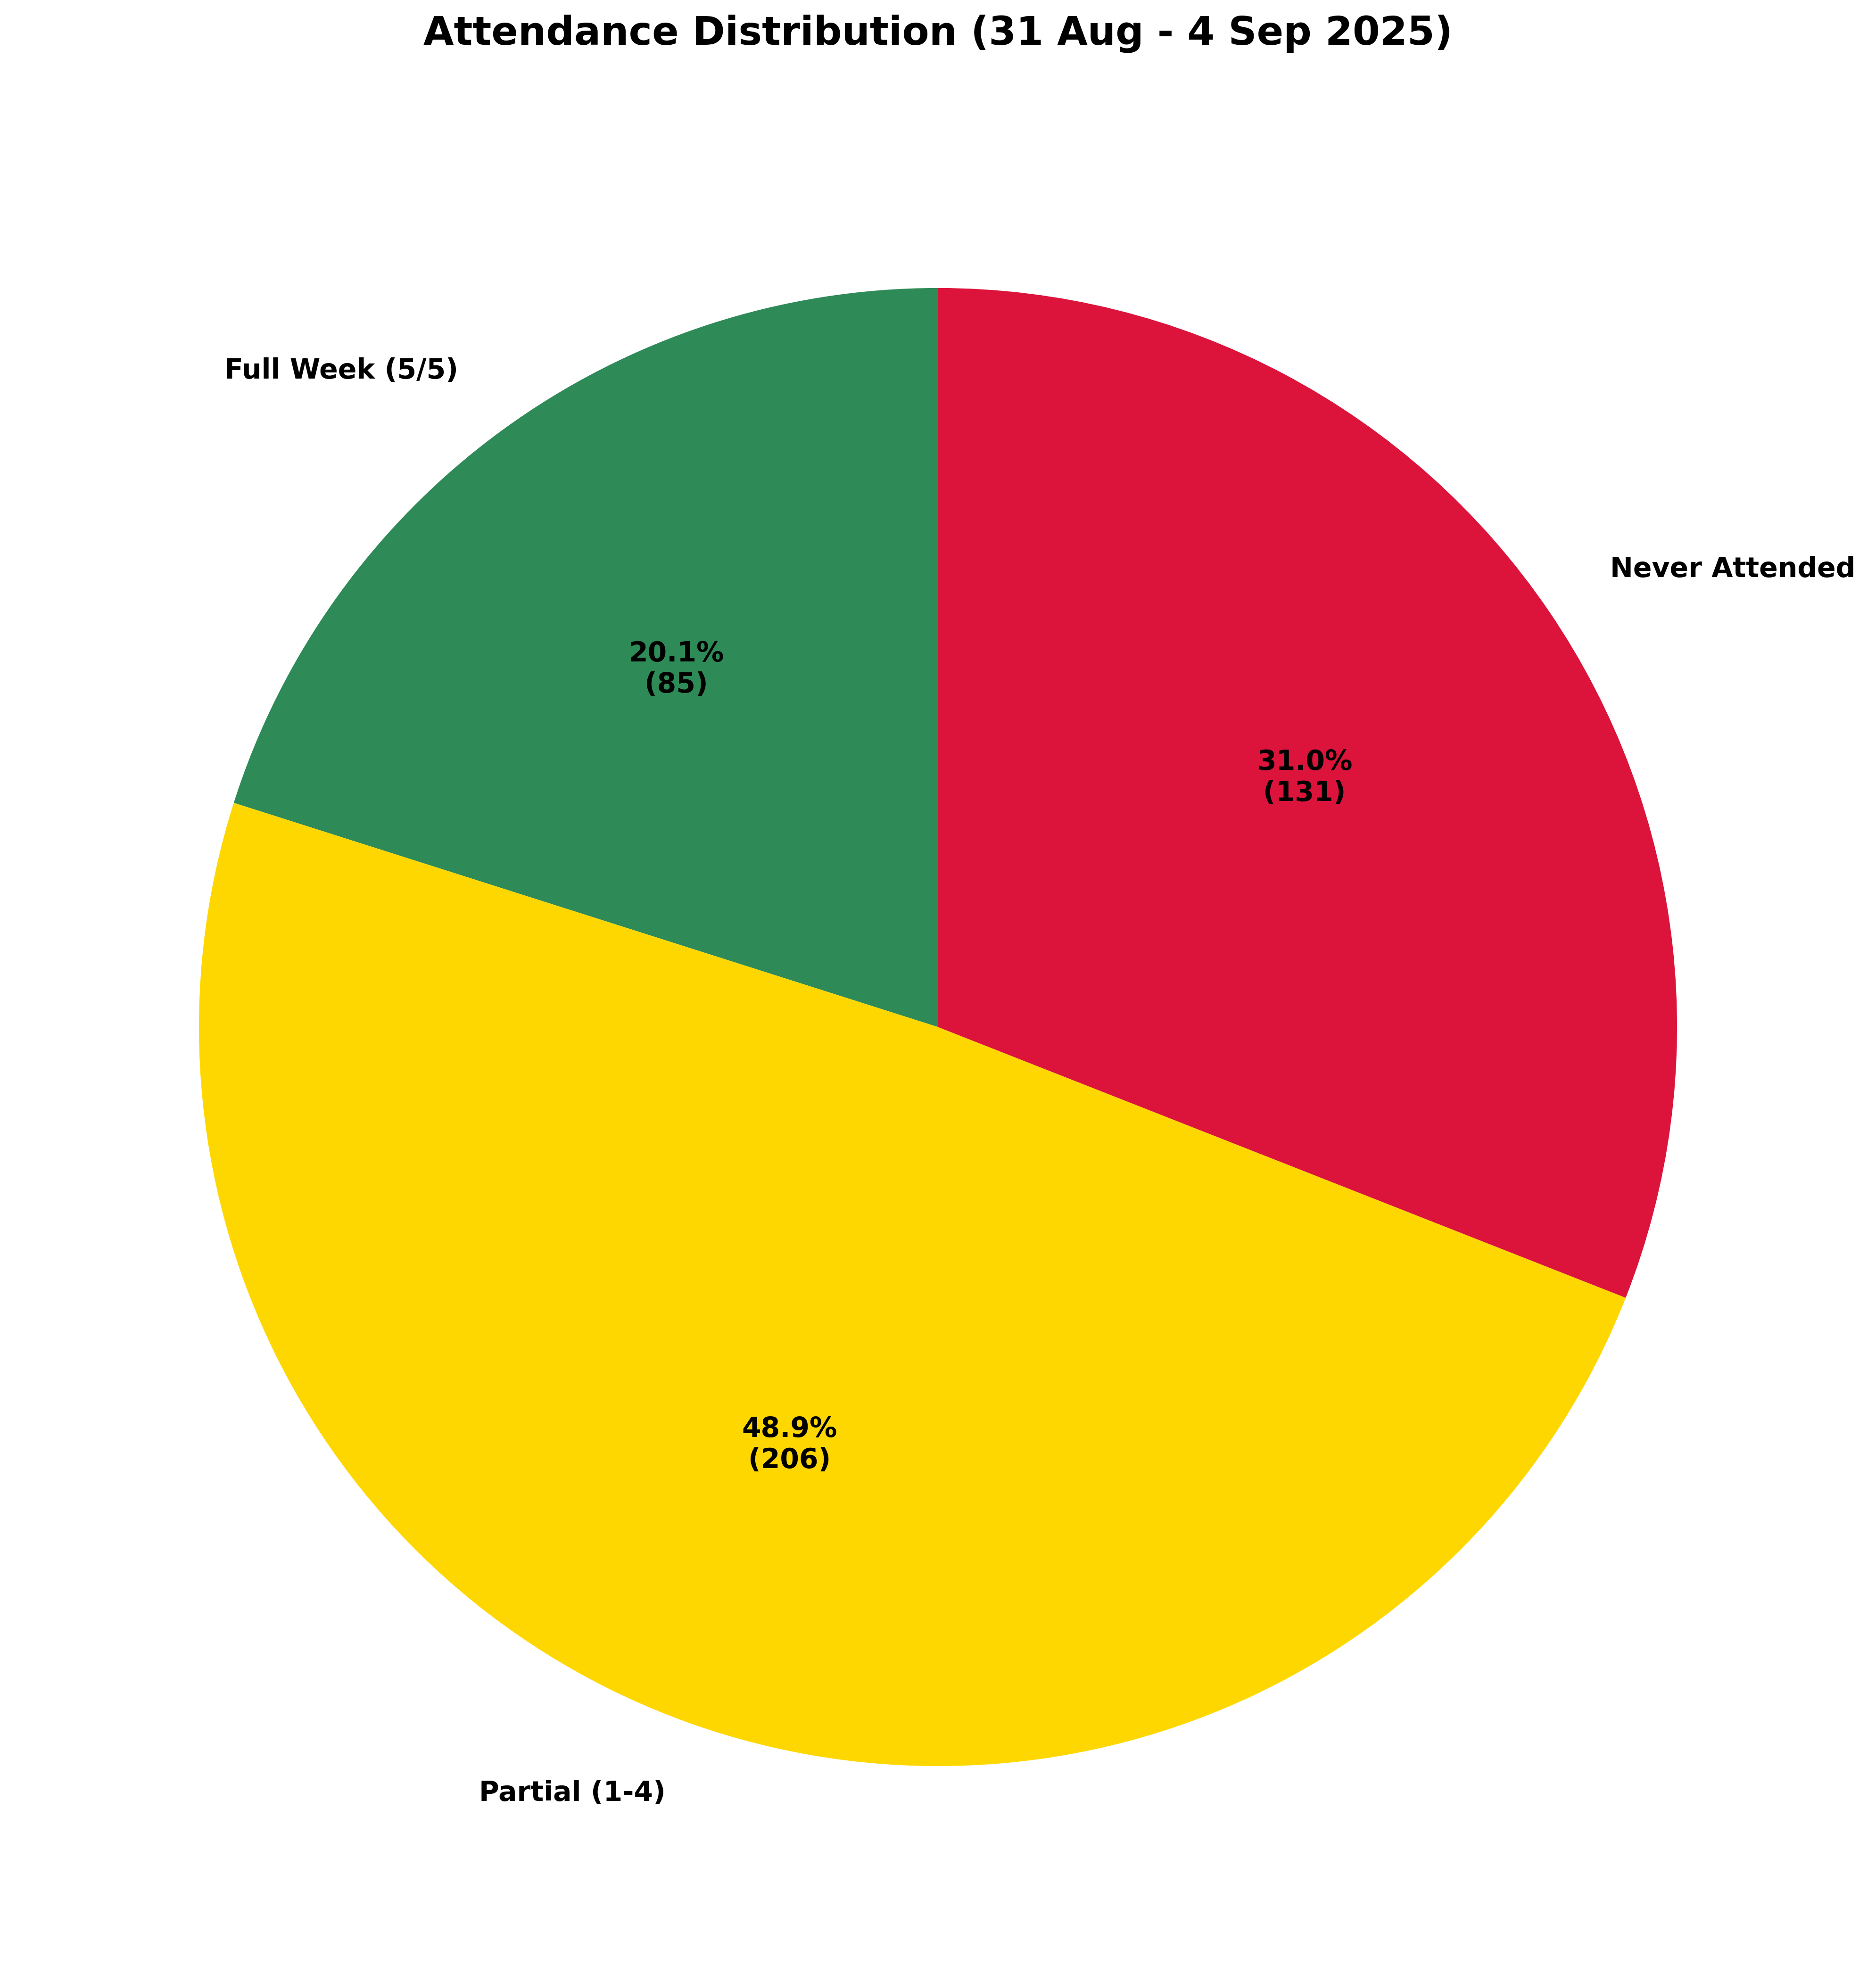 Attendance Distribution (31 Aug - 4 Sep 2025)
Full Week (5/5)
Never Attended
20.1%
(85)
31.0%
(131)
48.9%
(206)
Partial (1-4)